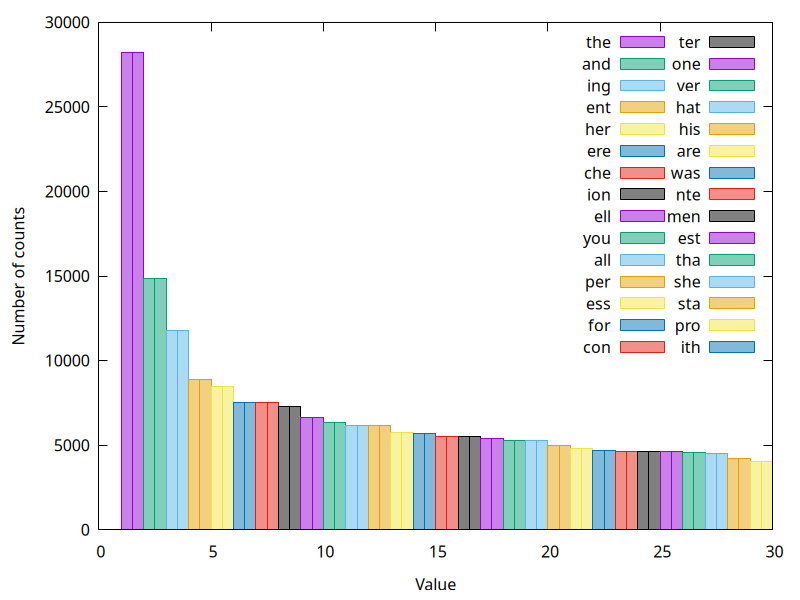 30000
25000
20000
15000
10000
5000
0
Number of counts
the ter
and one
ing ver
ent hat
her his
ere are
che was
ion nte
ell men
you est
all tha
per she
ess sta
for pro
con ith
0 5 10 15 20 25 30
Value